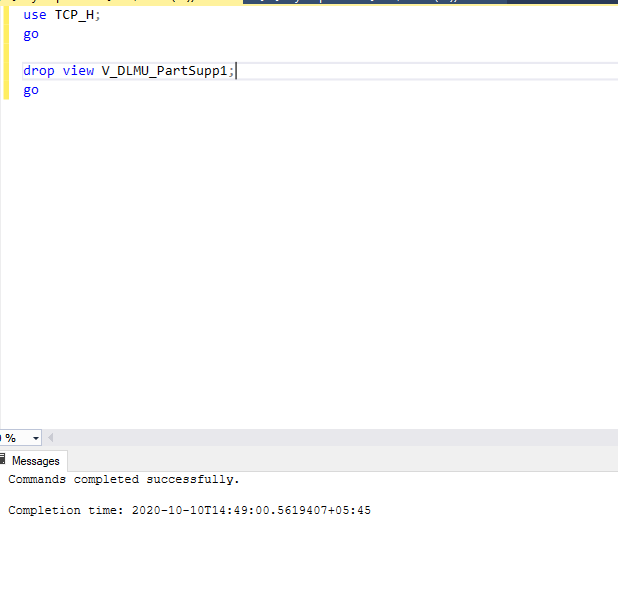 use TCP_H;
go
drop view V_DLMU_PartSupp1;
go
%
Messages
Commands completed successfully.
Completion time: 2020-10-10T14:49:00.5619407+05:45